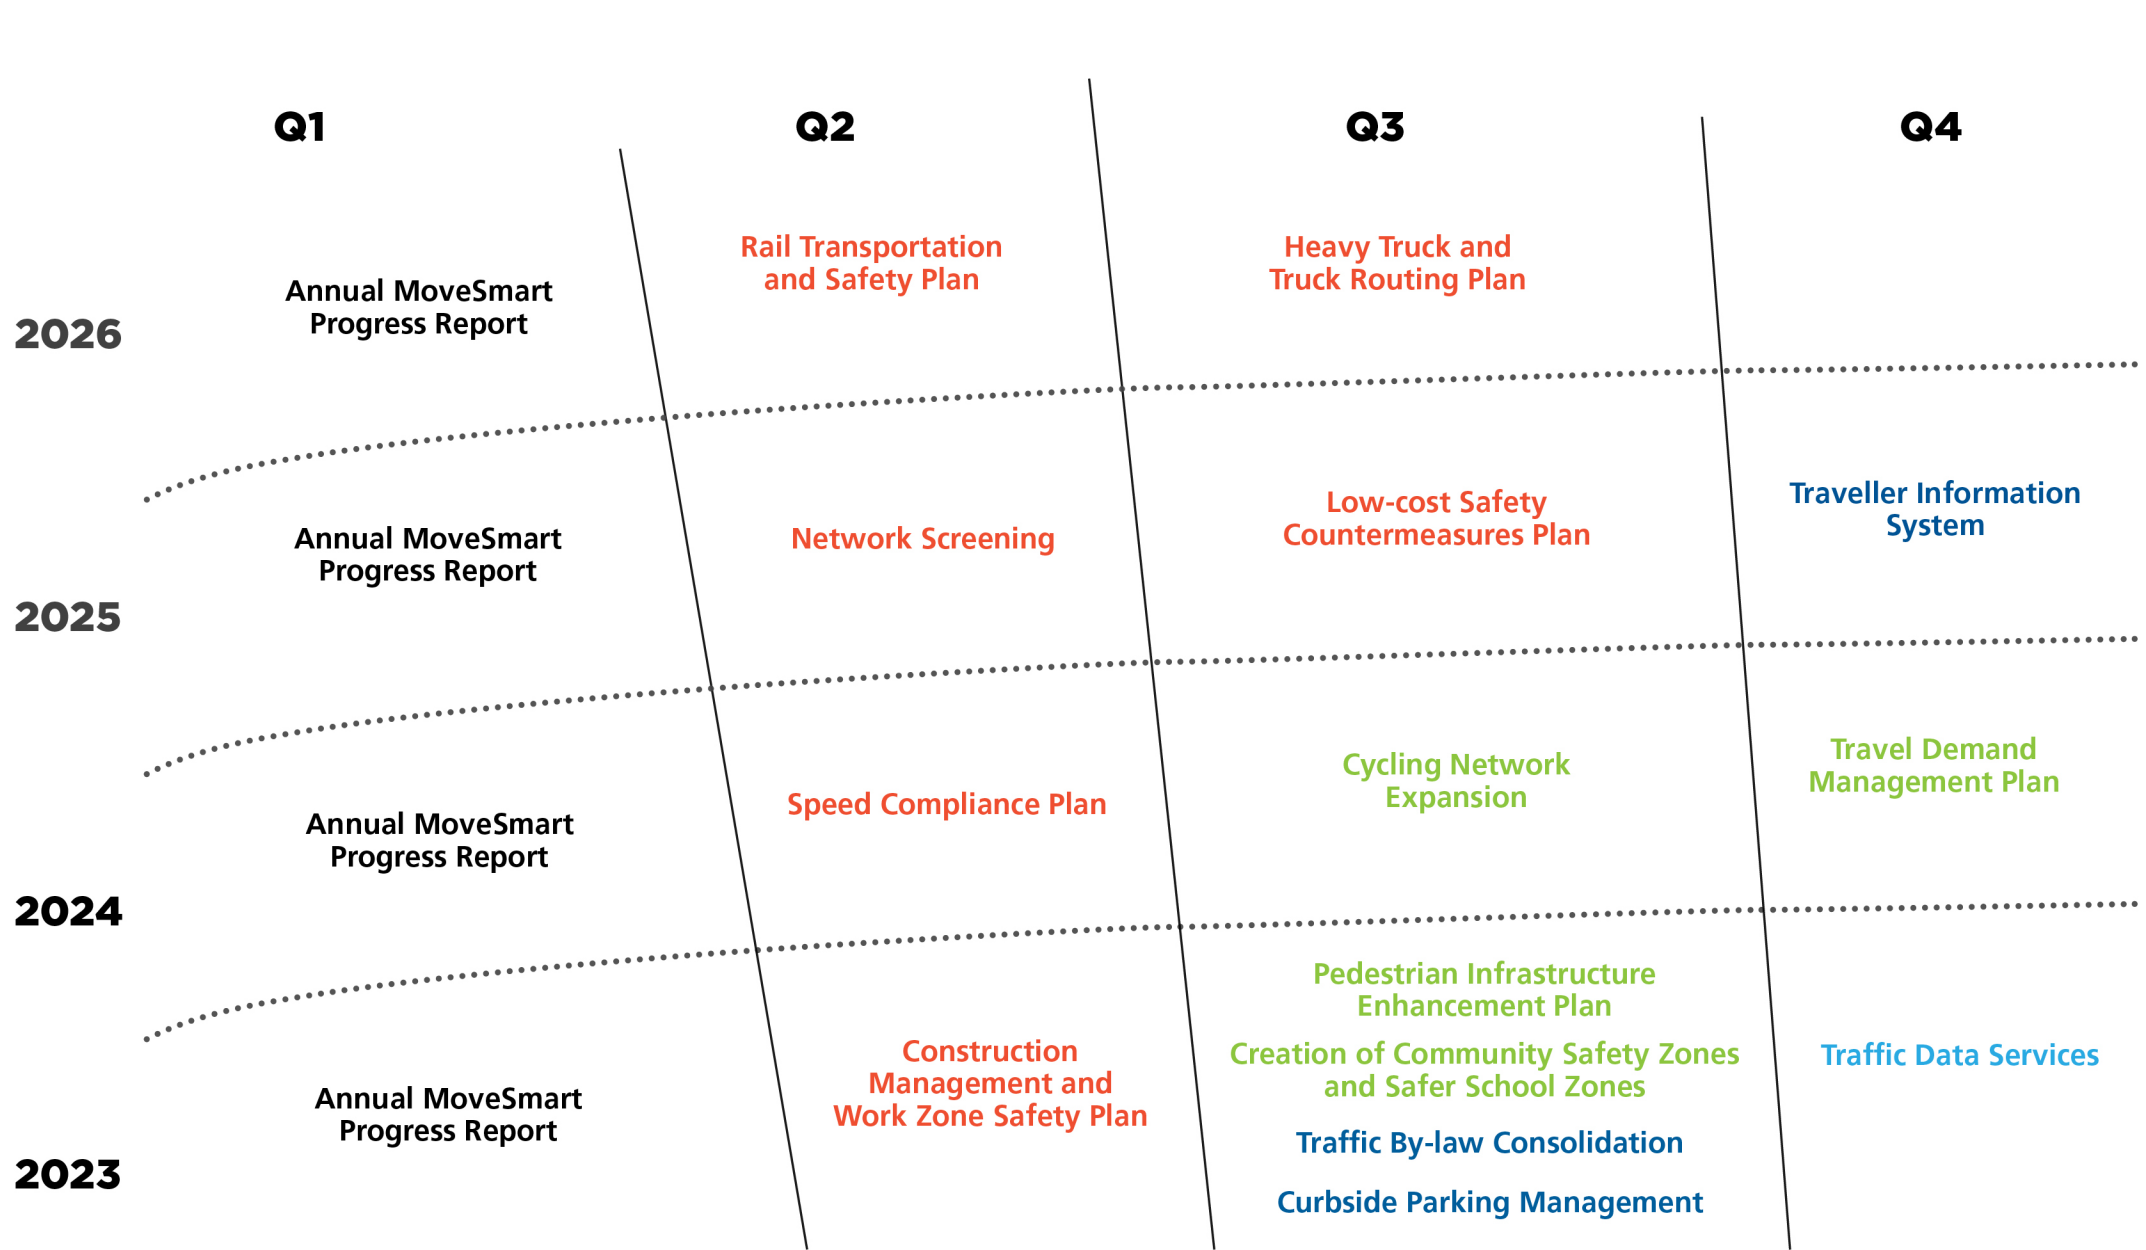 Q1
Q2
Q3
Q4
2026
Annual MoveSmart
Progress Report
Rail Transportation
and Safety Plan
Heavy Truck and
Truck Routing Plan
2025
Annual MoveSmart
Progress Report
Network Screening
Low-cost Safety
Countermeasures Plan
Traveller Information
System
2024
Annual MoveSmart
Progress Report
Speed Compliance Plan
Cycling Network
Expansion
Travel Demand
Management Plan
2023
Annual MoveSmart
Progress Report
Construction
Management and
Work Zone Safety Plan
Pedestrian Infrastructure
Enhancement Plan
Creation of Community Safety Zones
and Safer School Zones
Traffic By-law Consolidation
Curbside Parking Management
Traffic Data Services